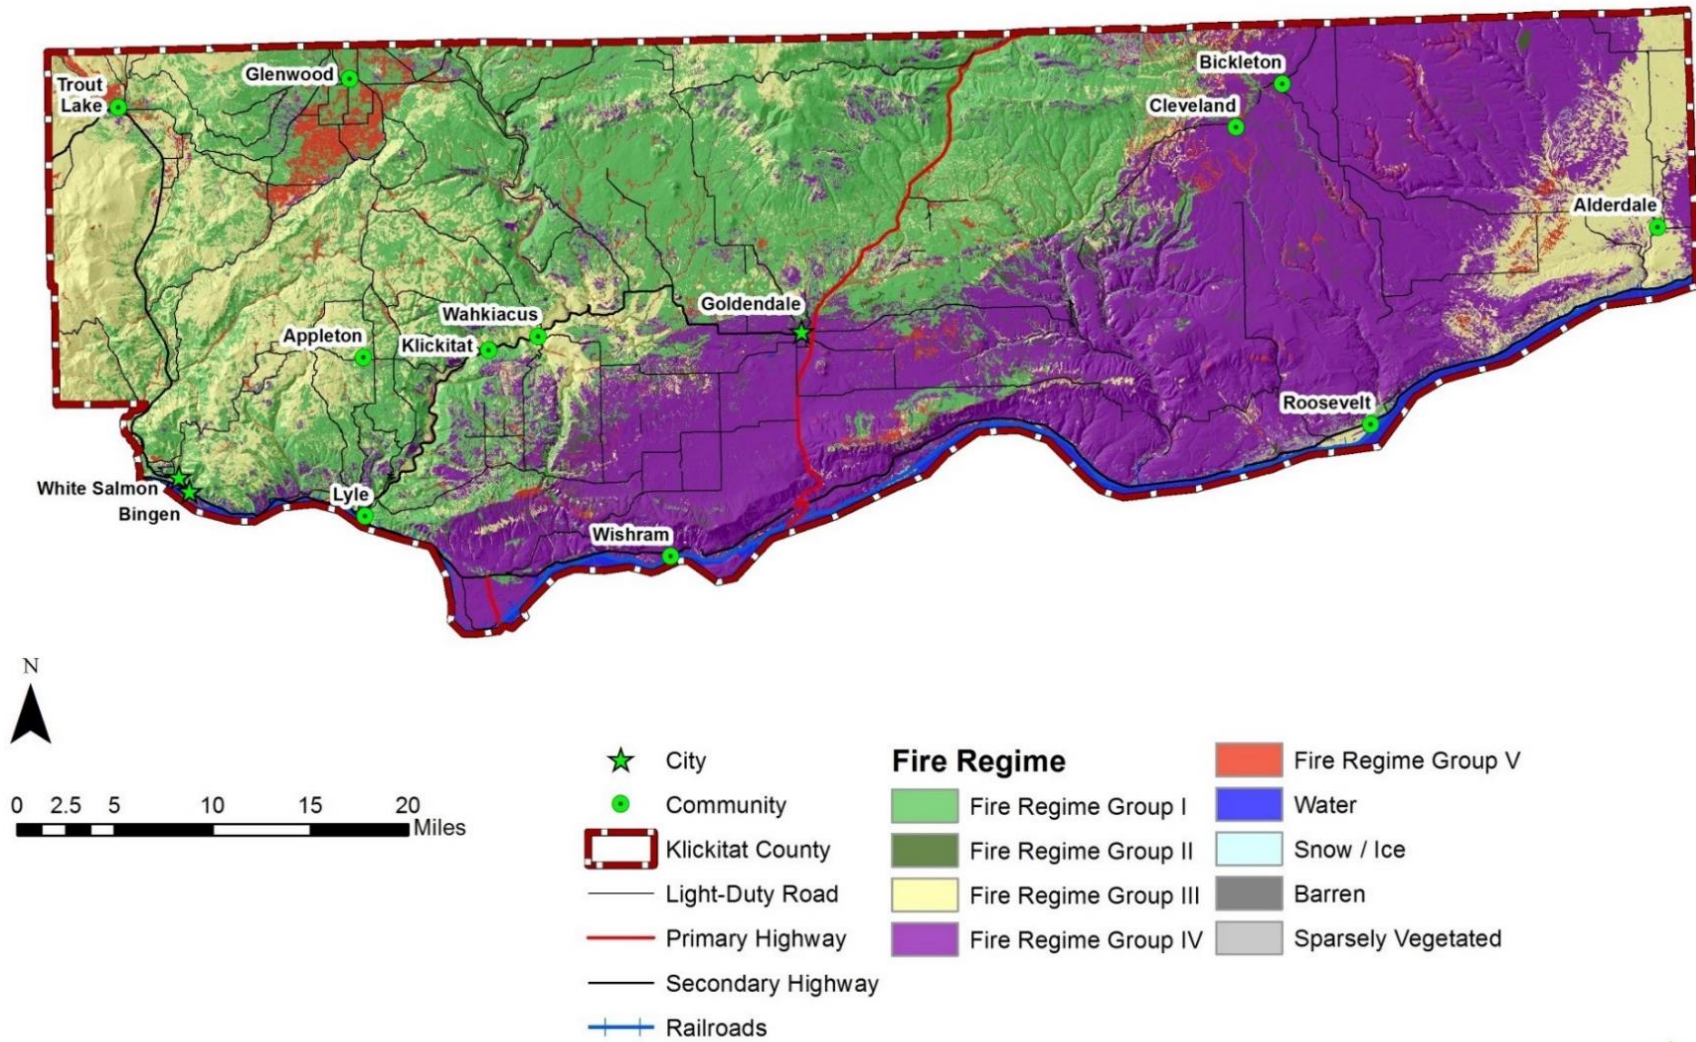 Trout
Lake
Glenwood
Bickleton
Cleveland
Alderdale
Goldendale
Wahkiacus
Klickitat
Appleton
Roosevelt
White Salmon
Bingen
Lyle
Wishram
N
0 2.5 5 10 15 20
Miles
City
Community
Klickitat County
Light-Duty Road
Primary Highway
Secondary Highway
Railroads
Fire Regime
Fire Regime Group I
Fire Regime Group II
Fire Regime Group III
Fire Regime Group IV
Fire Regime Group V
Water
Snow / Ice
Barren
Sparsely Vegetated